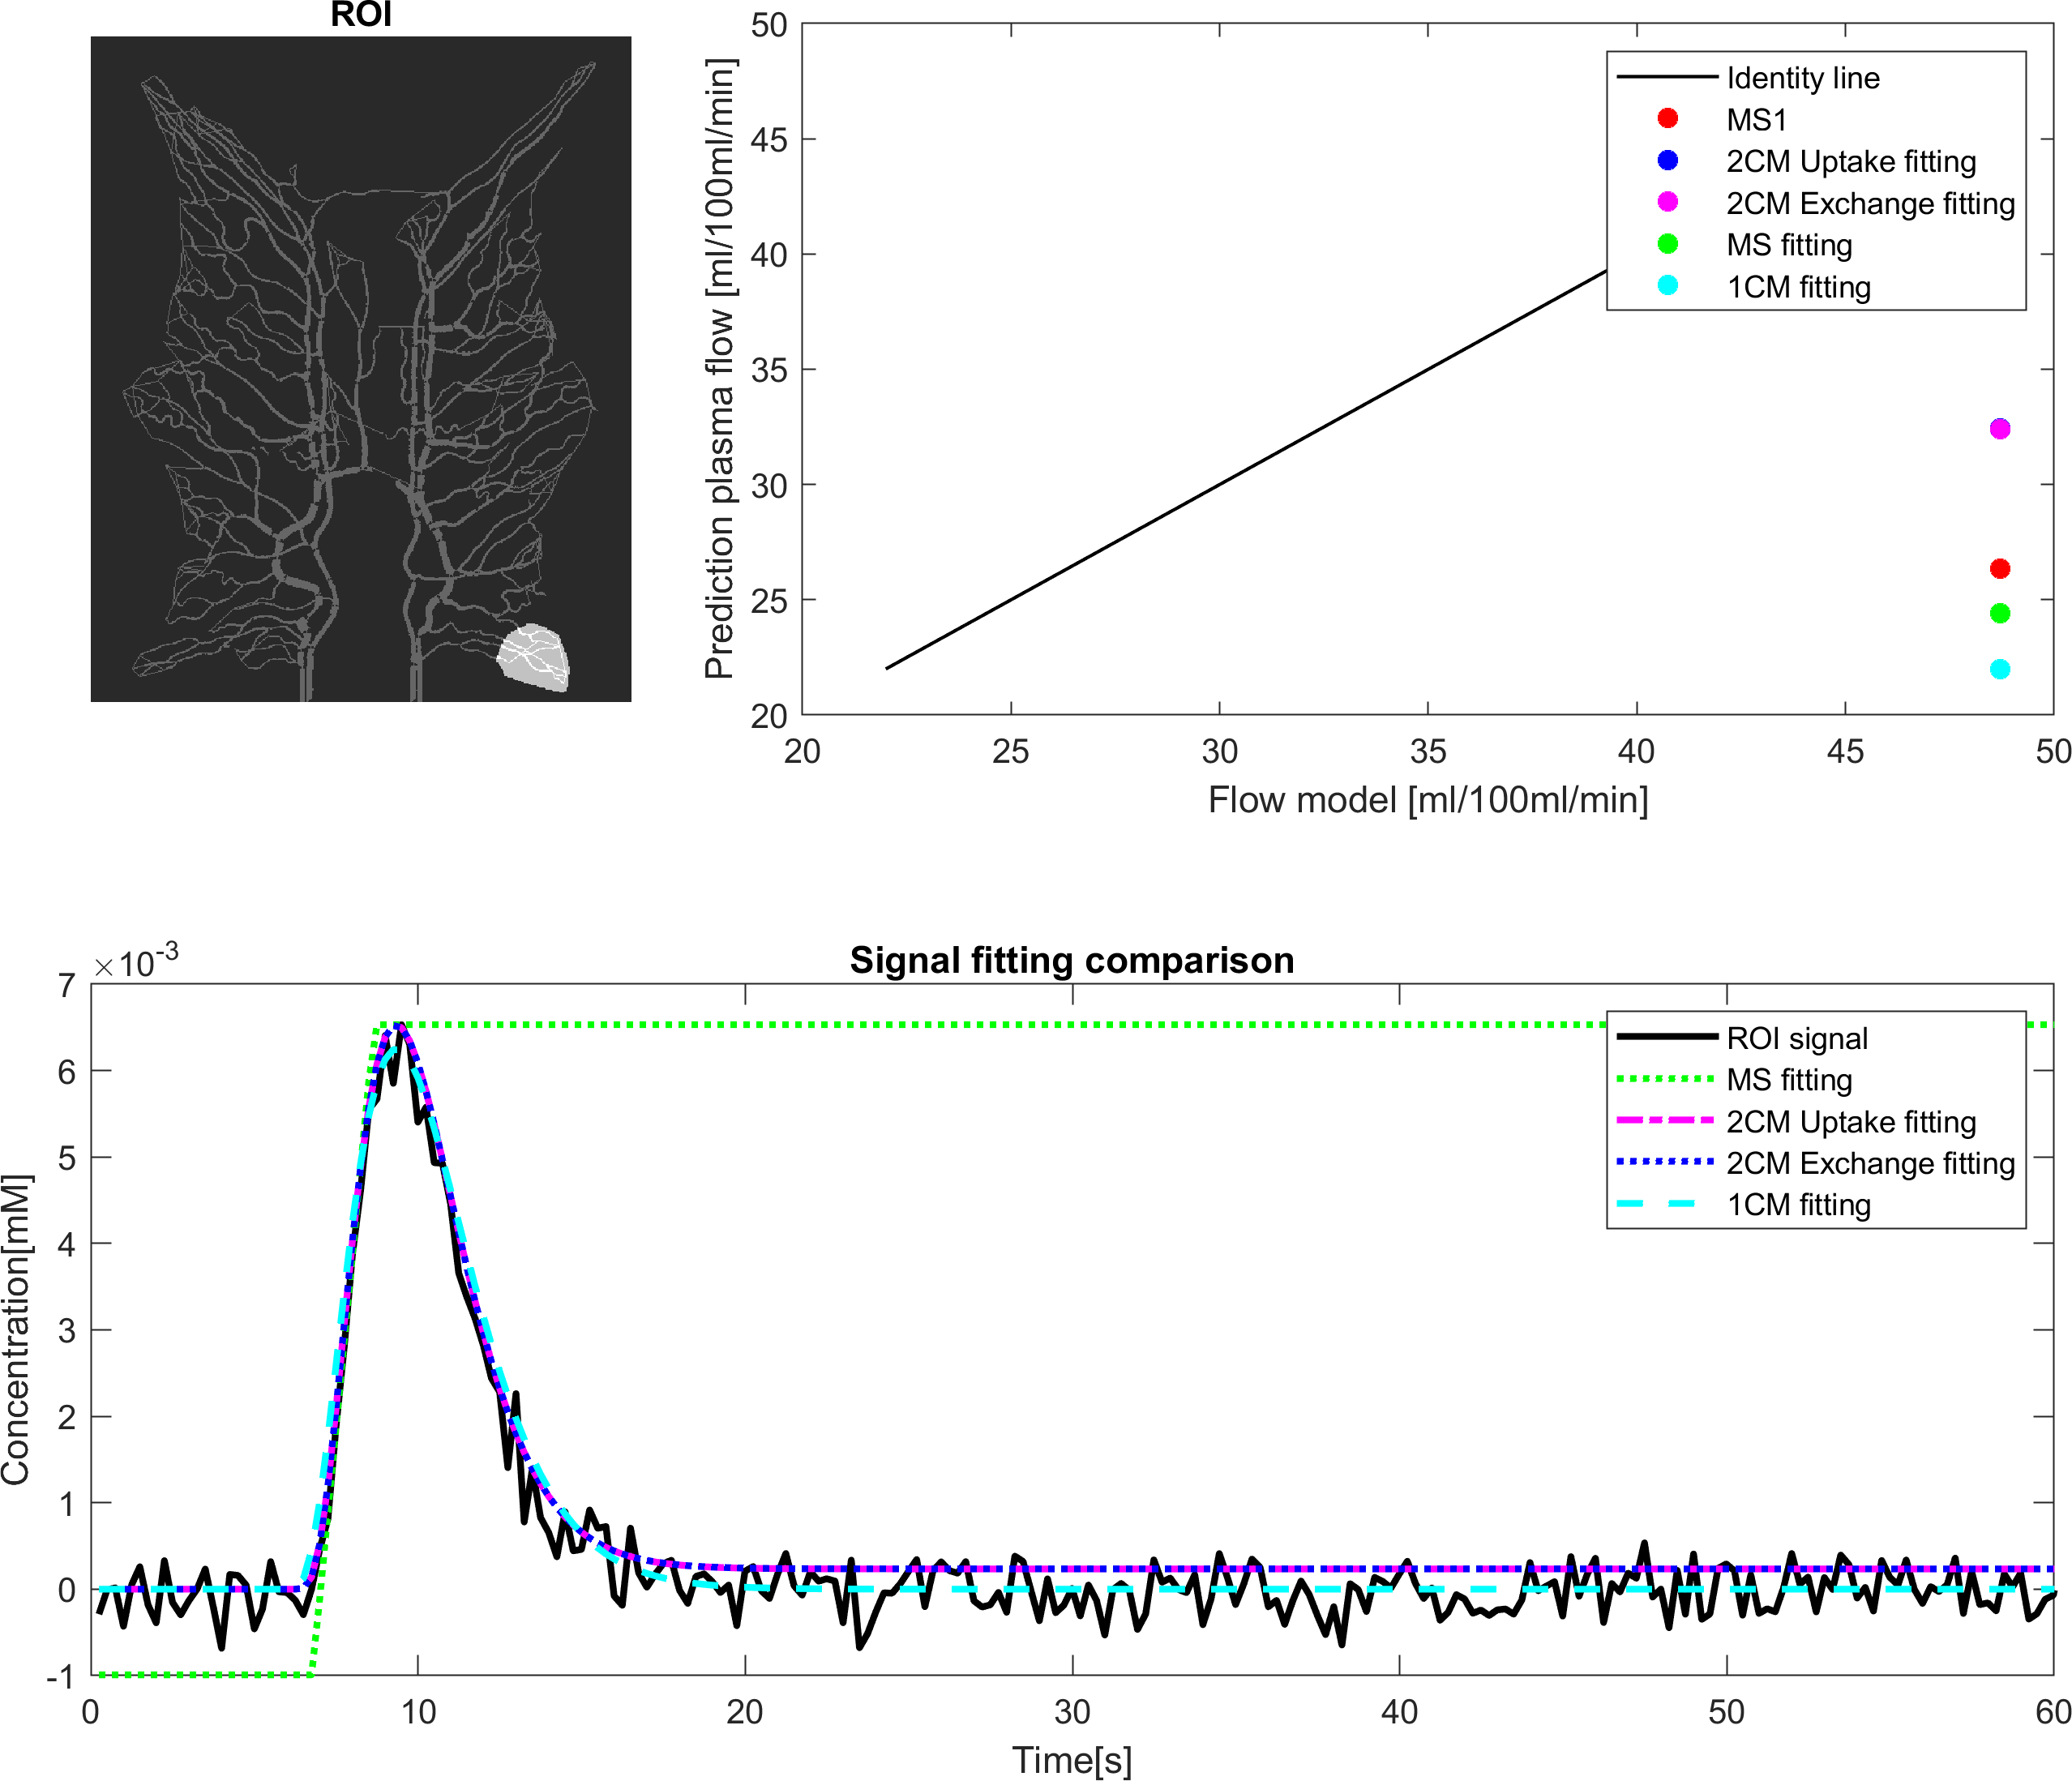 ROI
50
45
40
35
30
25
20
Prediction plasma flow [ml/100ml/min]
Identity line
MS1
2CM Uptake fitting
2CM Exchange fitting
MS fitting
1CM fitting
20 25 30 35 40 45 50
Flow model [ml/100ml/min]
Signal fitting comparison
×10-3
7
6
5
4
3
2
1
0
-1
Concentration[mM]
ROI signal
MS fitting
2CM Uptake fitting
2CM Exchange fitting
1CM fitting
0 10 20 30 40 50 60
Time[s]